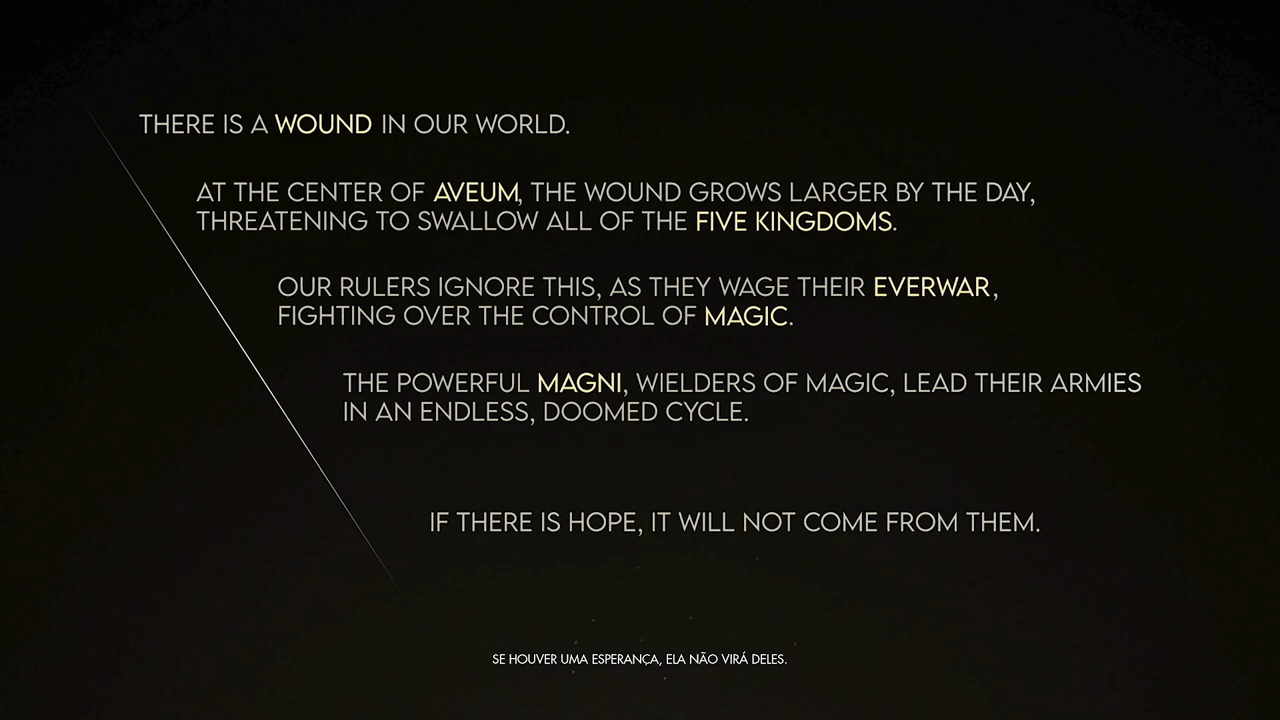 THERE IS A WOUND IN OUR WORLD.
AT THE CENTER OF AVEUM, THE WOUND GROWS LARGER BY THE DAY,
THREATENING TO SWALLOW ALL OF THE FIVE KINGDOMS.
OUR RULERS IGNORE THIS, AS THEY WAGE THEIR EVERWAR,
FIGHTING OVER THE CONTROL OF MAGIC.
THE POWERFUL MAGNI, WIELDERS OF MAGIC, LEAD THEIR ARMIES
IN AN ENDLESS, DOOMED CYCLE.
IF THERE IS HOPE, IT WILL NOT COME FROM THEM.
SE HOUVER UMA ESPERANÇA, ELA NÃO VIRÁ DELES.